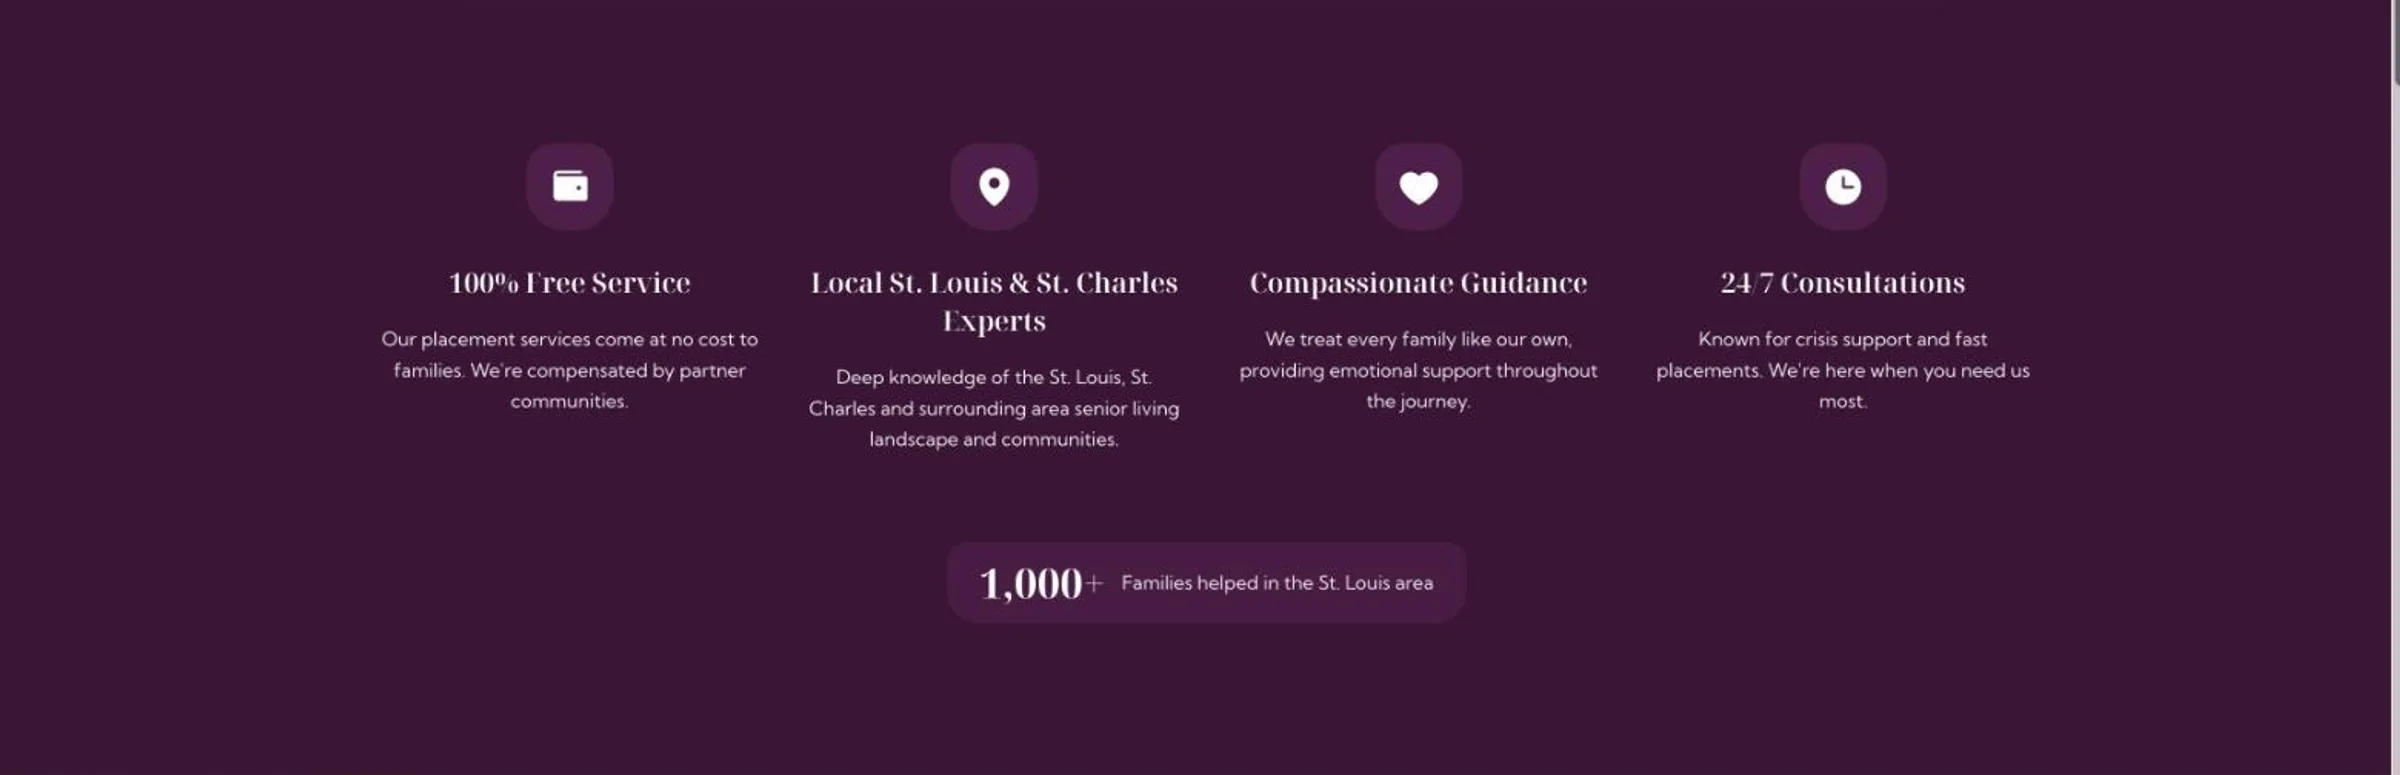 100% Free Service
Our placement services come at no cost to
families. We're compensated by partner
communities.
Local St. Louis & St. Charles
Experts
Deep knowledge of the St. Louis, St.
Charles and surrounding area senior living
landscape and communities.
Compassionate Guidance
We treat every family like our own,
providing emotional support throughout
the journey.
24/7 Consultations
Known for crisis support and fast
placements. We're here when you need us
most.
1,000+ Families helped in the St. Louis area